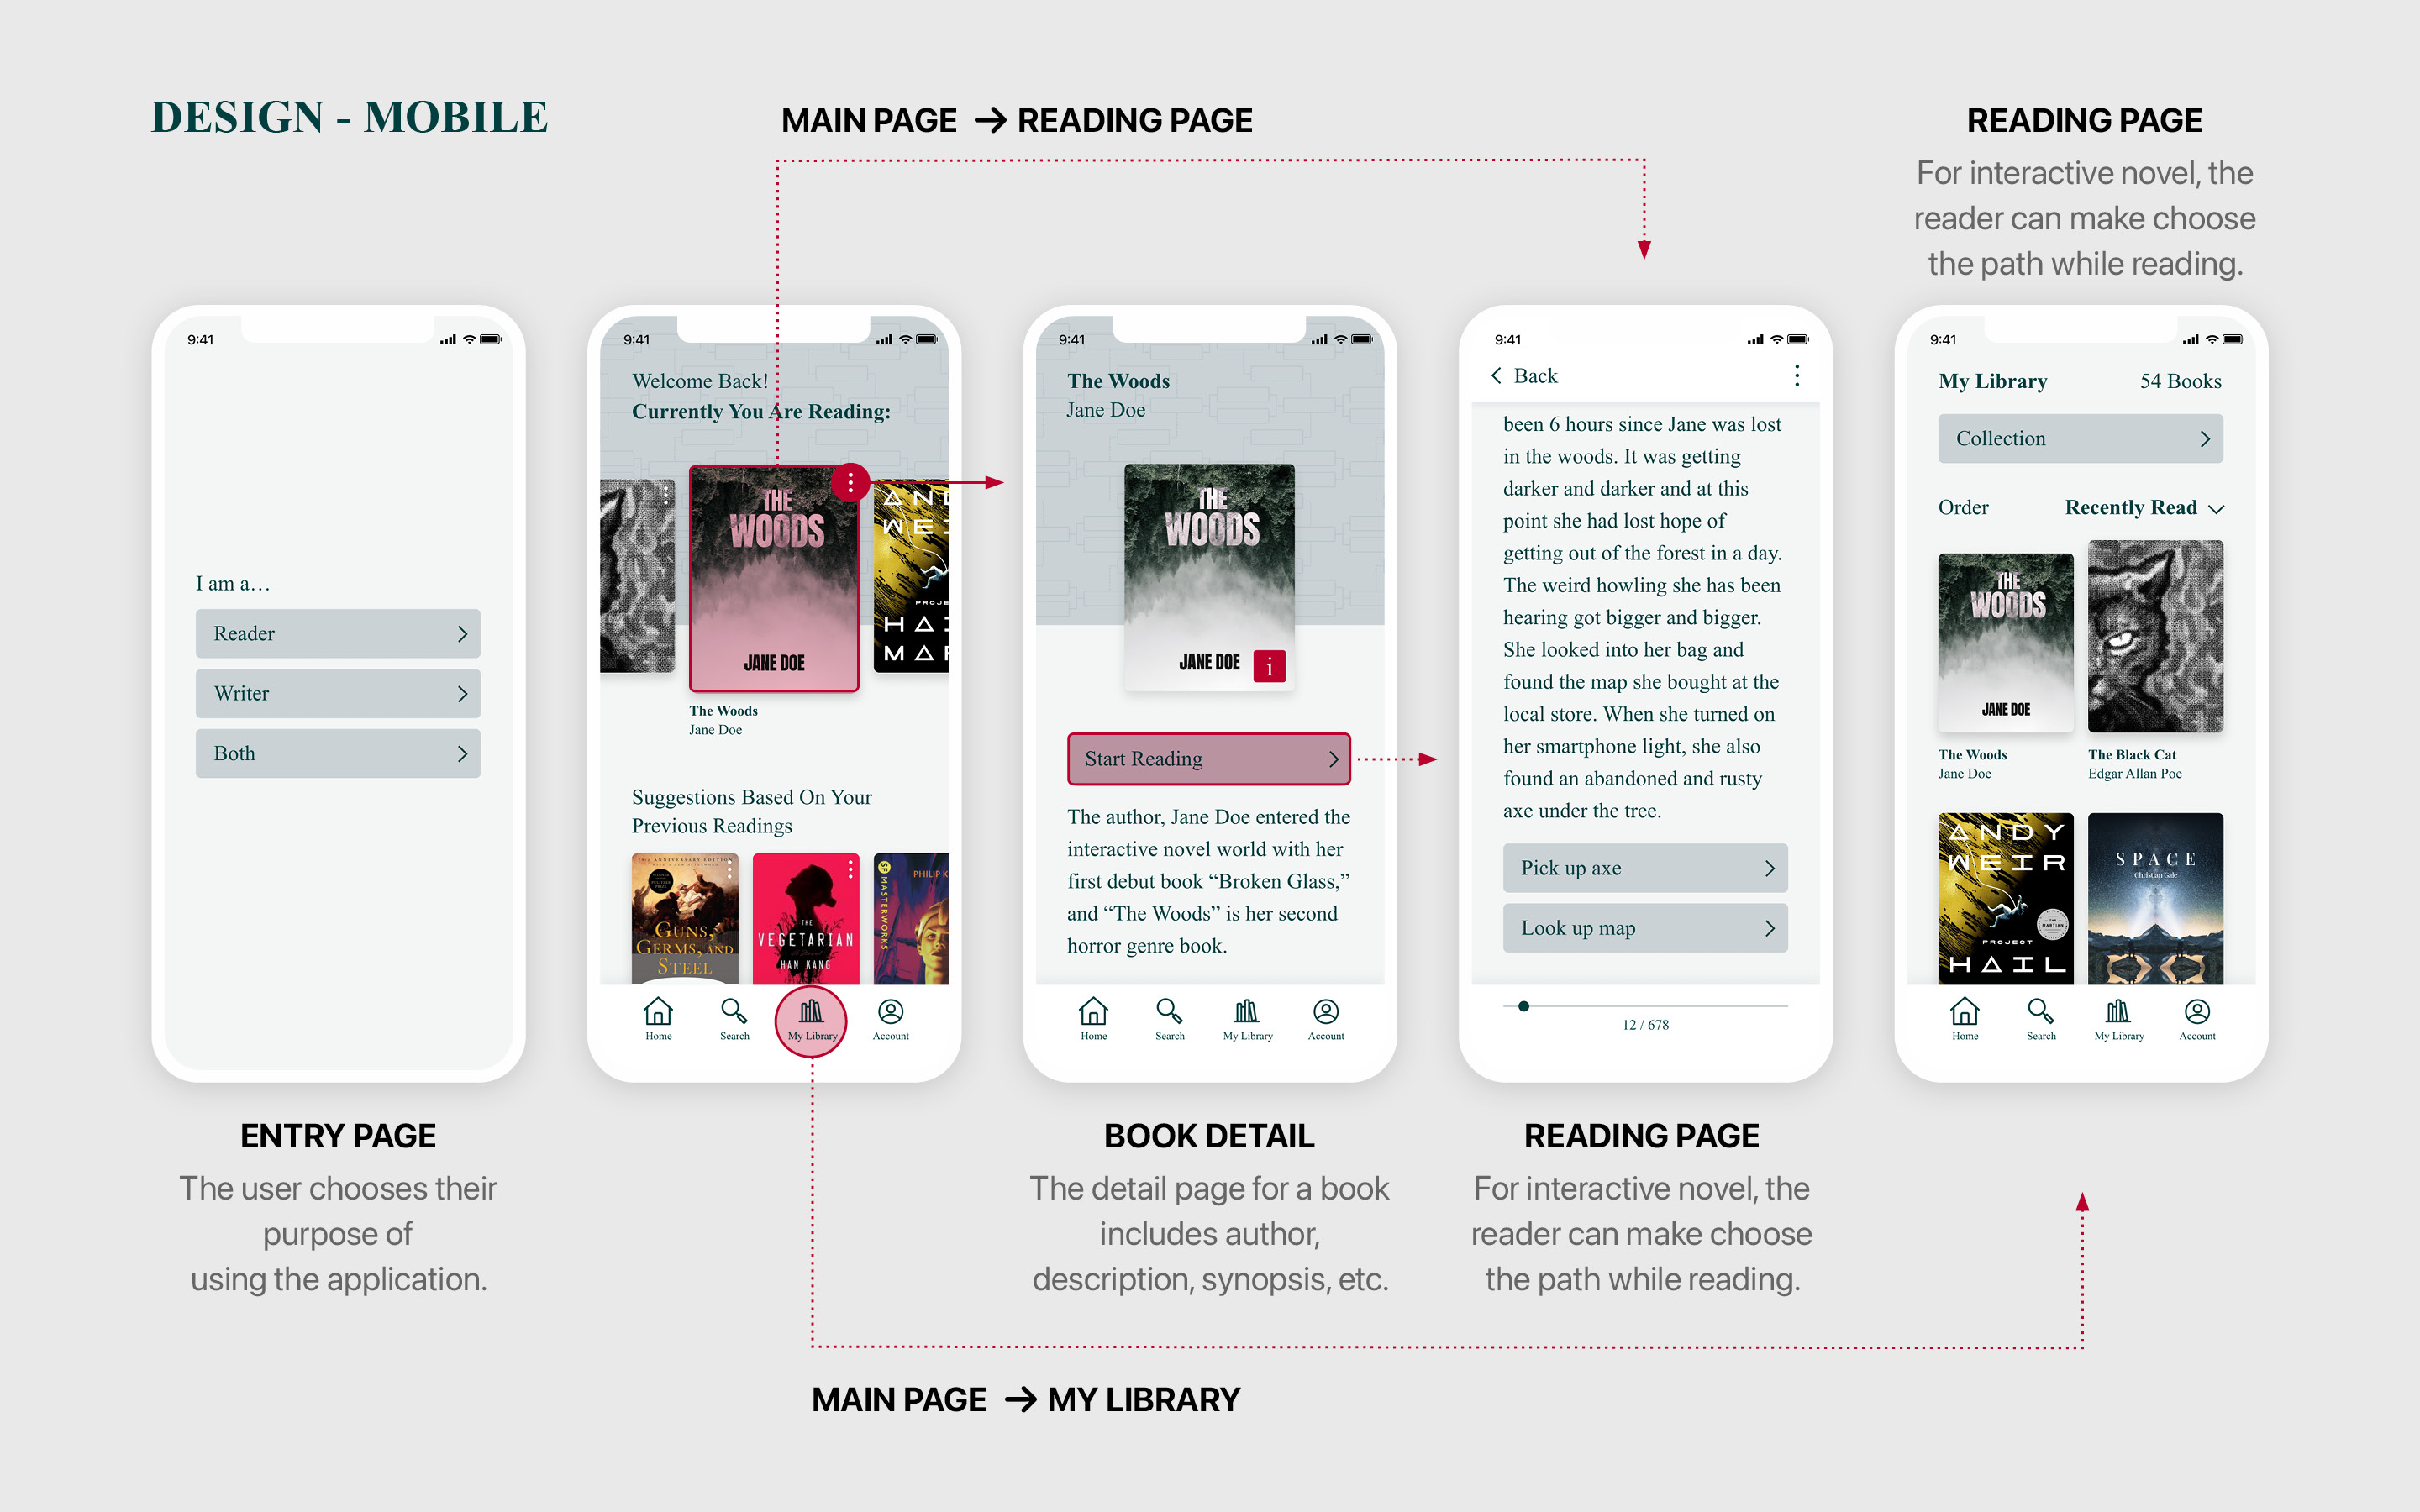 DESIGN - MOBILE
MAIN PAGE → READING PAGE
READING PAGE
For interactive novel, the
reader can make choose
the path while reading.
9:41
I am a…
Reader
Writer
Both
ENTRY PAGE
The user chooses their
purpose of
using the application.
9:41
Welcome Back!
Currently You Are Reading:
THE
WOODS
JANE DOE
The Woods
Jane Doe
Suggestions Based On Your
Previous Readings
GUNS,
GERMS, AND
STEEL
THE
VEGETARIAN
HAN KANG
SF MASTERWORKS
PHILIP K
Home
Search
My Library
Account
9:41
The Woods
Jane Doe
THE
WOODS
JANE DOE
i
Start Reading
The author, Jane Doe entered the
interactive novel world with her
first debut book “Broken Glass,”
and “The Woods” is her second
horror genre book.
Home
Search
My Library
Account
BOOK DETAIL
The detail page for a book
includes author,
description, synopsis, etc.
9:41
Back
been 6 hours since Jane was lost
in the woods. It was getting
darker and darker and at this
point she had lost hope of
getting out of the forest in a day.
The weird howling she has been
hearing got bigger and bigger.
She looked into her bag and
found the map she bought at the
local store. When she turned on
her smartphone light, she also
found an abandoned and rusty
axe under the tree.
Pick up axe
Look up map
12 / 678
READING PAGE
For interactive novel, the
reader can make choose
the path while reading.
9:41
My Library
54 Books
Collection
Order
Recently Read
THE
WOODS
JANE DOE
The Woods
Jane Doe
The Black Cat
Edgar Allan Poe
ANDY
WEIR
PROJECT
HAIL
SPACE
Christian Gale
Home
Search
My Library
Account
MAIN PAGE → MY LIBRARY